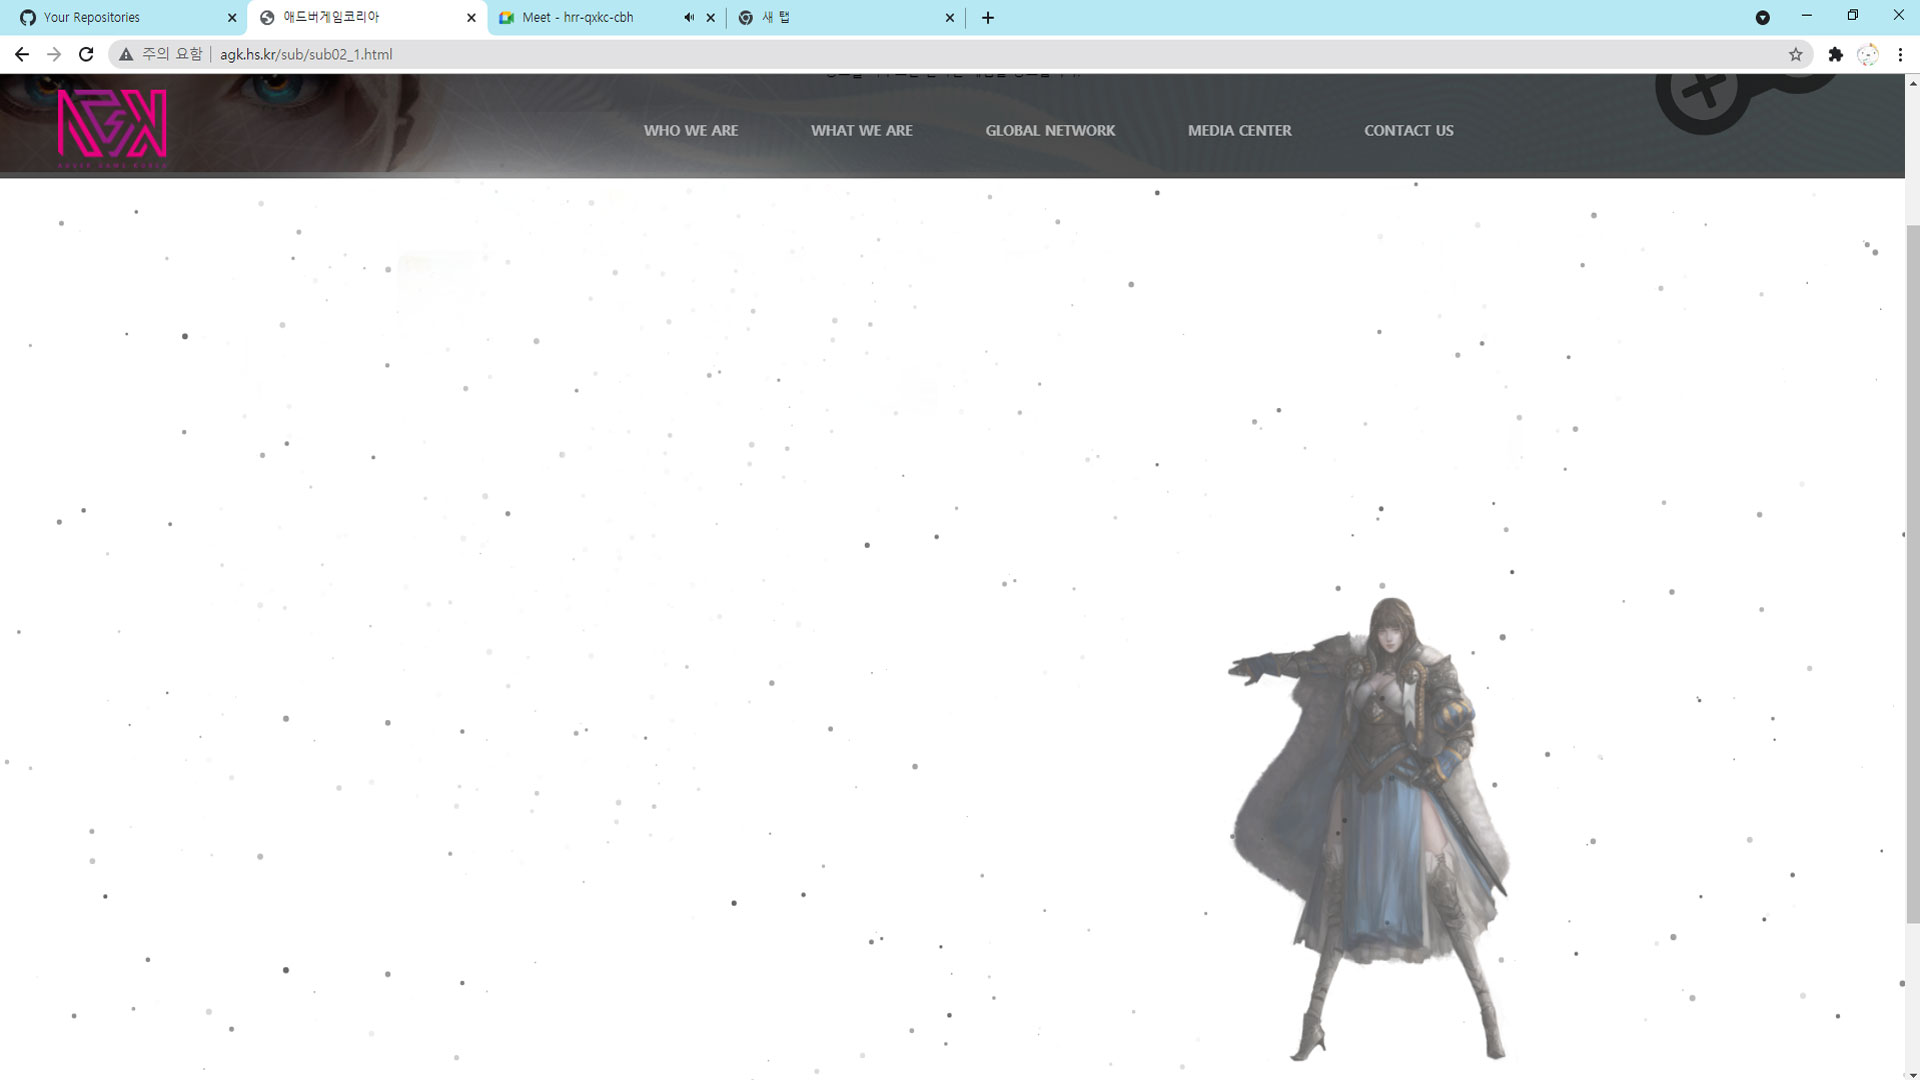 Your Repositories
애드버게임코리아
Meet - hrr-qxkc-cbh
새 탭
주의 요함
agk.hs.kr/sub/sub02_1.html
WHO WE ARE
WHAT WE ARE
GLOBAL NETWORK
MEDIA CENTER
CONTACT US